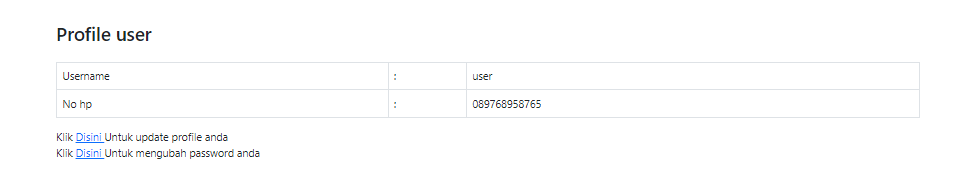 Profile user
Username : user
No hp : 089768958765
Klik Disini Untuk update profile anda
Klik Disini Untuk mengubah password anda